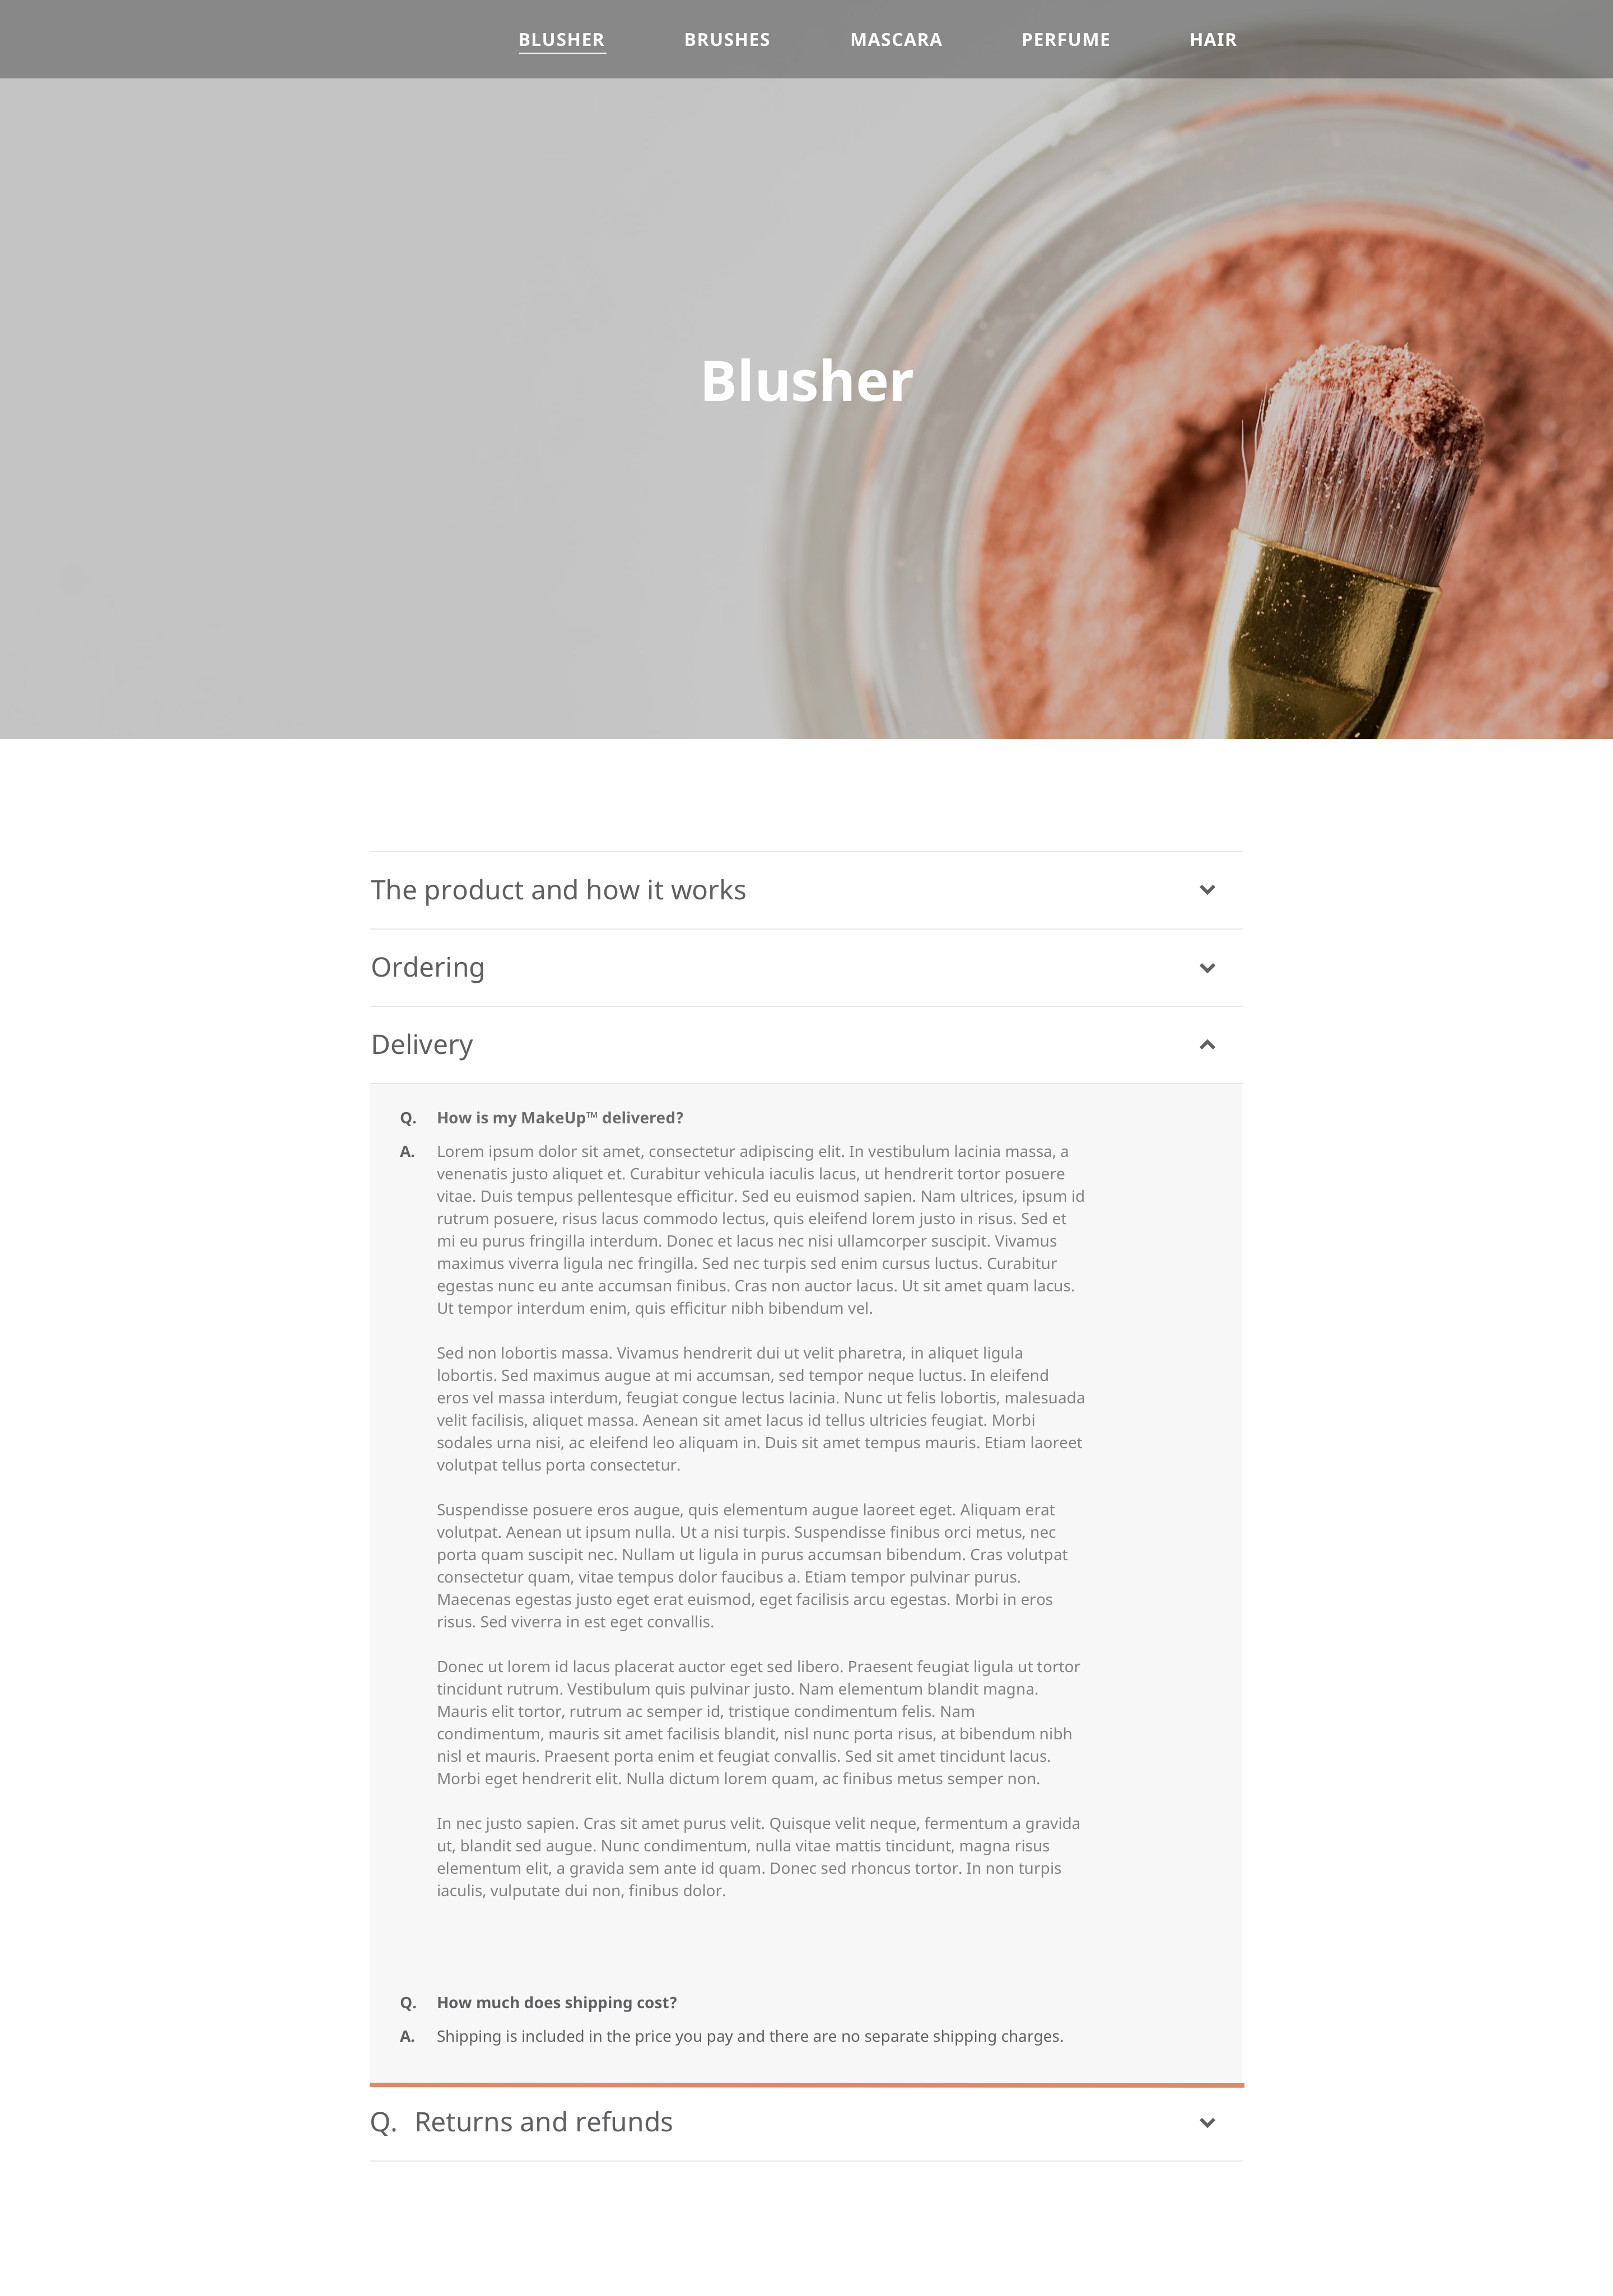 BLUSHER BRUSHES MASCARA PERFUME HAIR
Blusher
The product and how it works
Ordering
Delivery
Q. How is my MakeUp™ delivered?
A. Lorem ipsum dolor sit amet, consectetur adipiscing elit. In vestibulum lacinia massa, a
venenatis justo aliquet et. Curabitur vehicula iaculis lacus, ut hendrerit tortor posuere
vitae. Duis tempus pellentesque efficitur. Sed eu euismod sapien. Nam ultrices, ipsum id
rutrum posuere, risus lacus commodo lectus, quis eleifend lorem justo in risus. Sed et
mi eu purus fringilla interdum. Donec et lacus nec nisi ullamcorper suscipit. Vivamus
maximus viverra ligula nec fringilla. Sed nec turpis sed enim cursus luctus. Curabitur
egestas nunc eu ante accumsan finibus. Cras non auctor lacus. Ut sit amet quam lacus.
Ut tempor interdum enim, quis efficitur nibh bibendum vel.
Sed non lobortis massa. Vivamus hendrerit dui ut velit pharetra, in aliquet ligula
lobortis. Sed maximus augue at mi accumsan, sed tempor neque luctus. In eleifend
eros vel massa interdum, feugiat congue lectus lacinia. Nunc ut felis lobortis, malesuada
velit facilisis, aliquet massa. Aenean sit amet lacus id tellus ultricies feugiat. Morbi
sodales urna nisi, ac eleifend leo aliquam in. Duis sit amet tempus mauris. Etiam laoreet
volutpat tellus porta consectetur.
Suspendisse posuere eros augue, quis elementum augue laoreet eget. Aliquam erat
volutpat. Aenean ut ipsum nulla. Ut a nisi turpis. Suspendisse finibus orci metus, nec
porta quam suscipit nec. Nullam ut ligula in purus accumsan bibendum. Cras volutpat
consectetur quam, vitae tempus dolor faucibus a. Etiam tempor pulvinar purus.
Maecenas egestas justo eget erat euismod, eget facilisis arcu egestas. Morbi in eros
risus. Sed viverra in est eget convallis.
Donec ut lorem id lacus placerat auctor eget sed libero. Praesent feugiat ligula ut tortor
tincidunt rutrum. Vestibulum quis pulvinar justo. Nam elementum blandit magna.
Mauris elit tortor, rutrum ac semper id, tristique condimentum felis. Nam
condimentum, mauris sit amet facilisis blandit, nisl nunc porta risus, at bibendum nibh
nisl et mauris. Praesent porta enim et feugiat convallis. Sed sit amet tincidunt lacus.
Morbi eget hendrerit elit. Nulla dictum lorem quam, ac finibus metus semper non.
In nec justo sapien. Cras sit amet purus velit. Quisque velit neque, fermentum a gravida
ut, blandit sed augue. Nunc condimentum, nulla vitae mattis tincidunt, magna risus
elementum elit, a gravida sem ante id quam. Donec sed rhoncus tortor. In non turpis
iaculis, vulputate dui non, finibus dolor.
Q. How much does shipping cost?
A. Shipping is included in the price you pay and there are no separate shipping charges.
Q. Returns and refunds